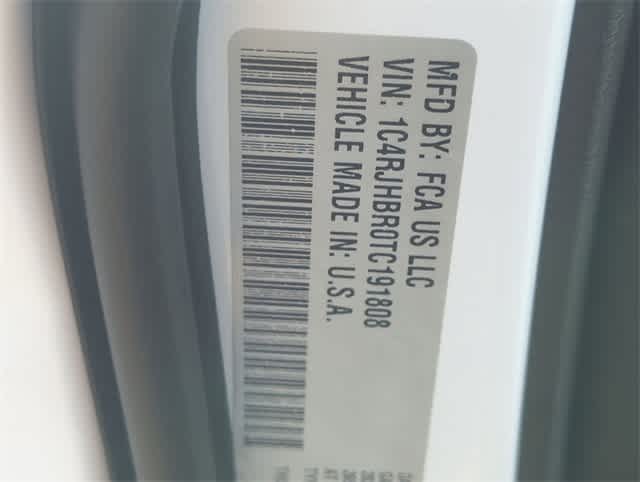 MFD BY: FCA US LLC
VIN: 1C4RJHBR0TC191808
VEHICLE MADE IN: U.S.A.